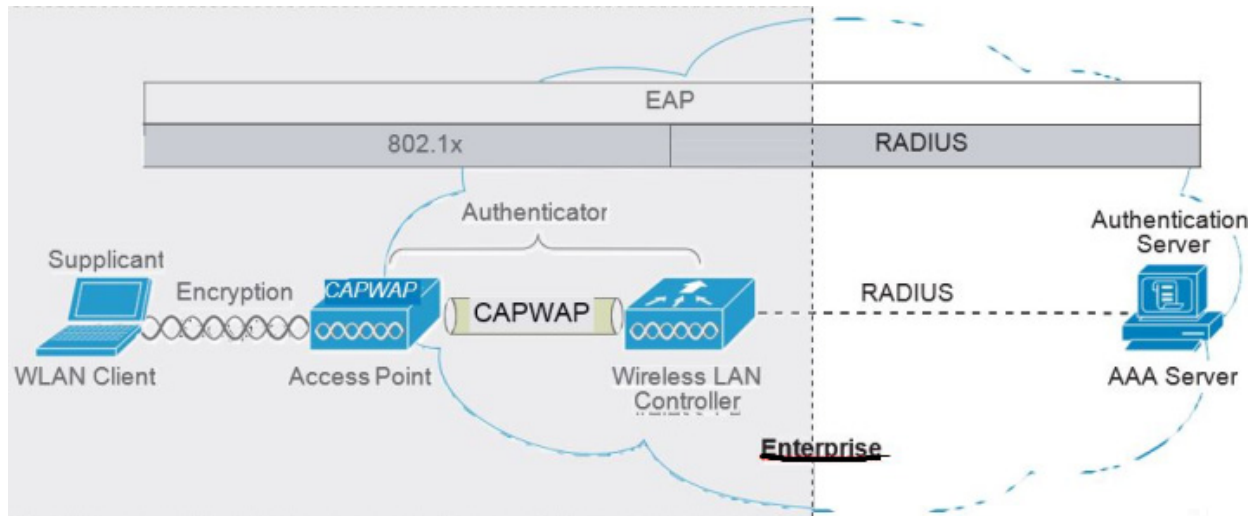 EAP
802.1x
RADIUS
Authenticator
Authentication
Server
Supplicant
Encryption
CAPWAP
CAPWAP
RADIUS
WLAN Client
Access Point
Wireless LAN
Controller
AAA Server
Enterprise